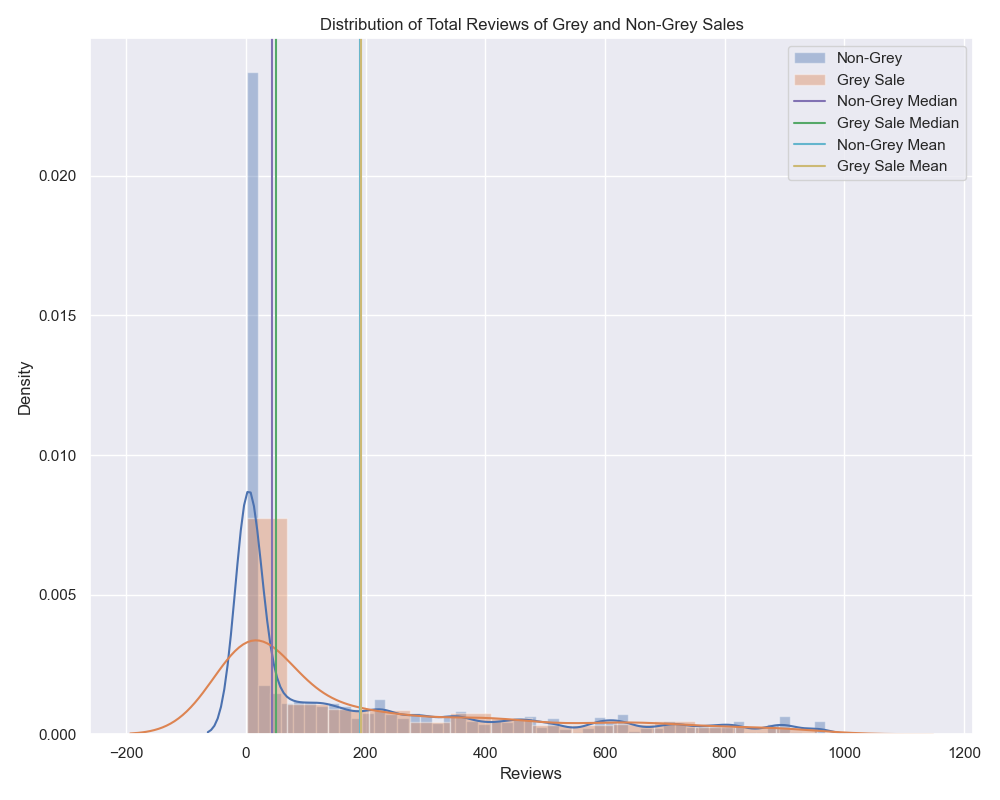 Distribution of Total Reviews of Grey and Non-Grey Sales
Non-Grey
Grey Sale
Non-Grey Median
Grey Sale Median
Non-Grey Mean
Grey Sale Mean
Density
0.020
0.015
0.010
0.005
0.000
−200
0
200
400
600
800
1000
1200
Reviews